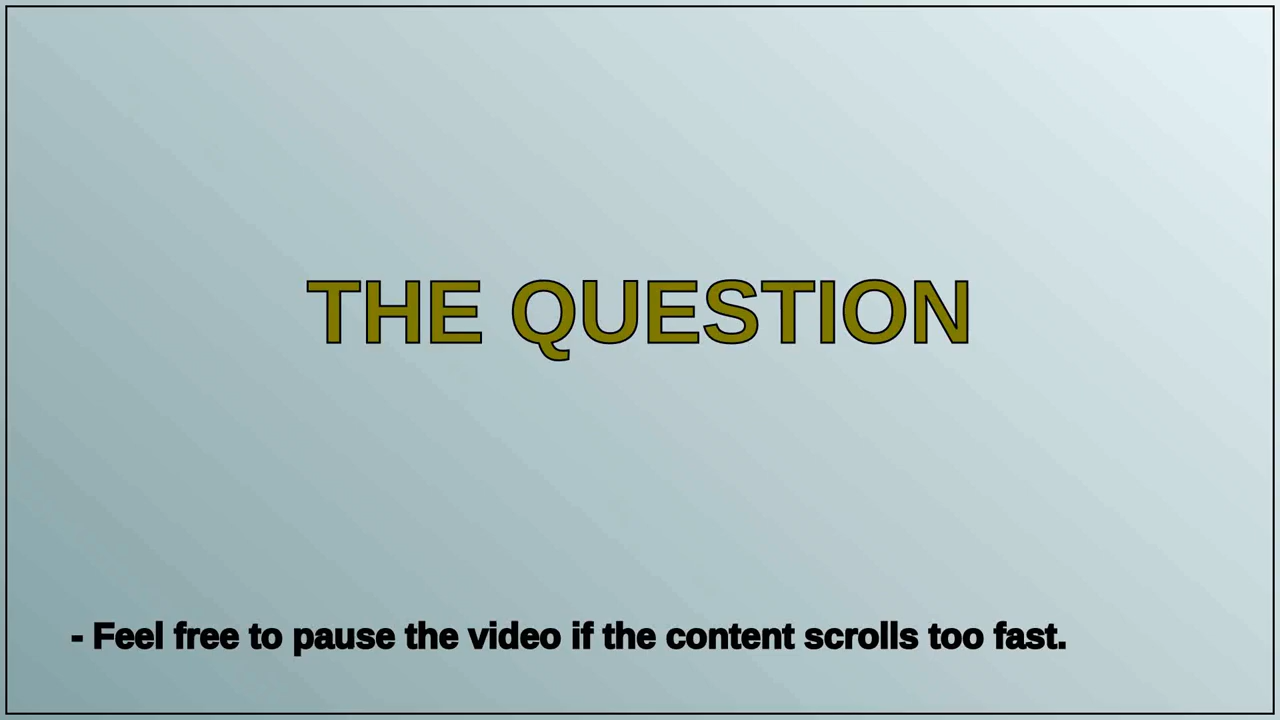 THE QUESTION
- Feel free to pause the video if the content scrolls too fast.